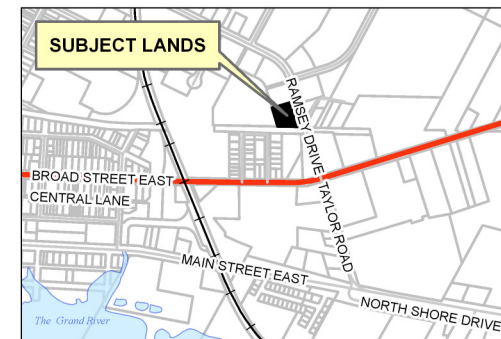 SUBJECT LANDS
RAMSEY DRIVE
TAYLOR ROAD
BROAD STREET EAST
CENTRAL LANE
MAIN STREET EAST
NORTH SHORE DRIVE
The Grand River